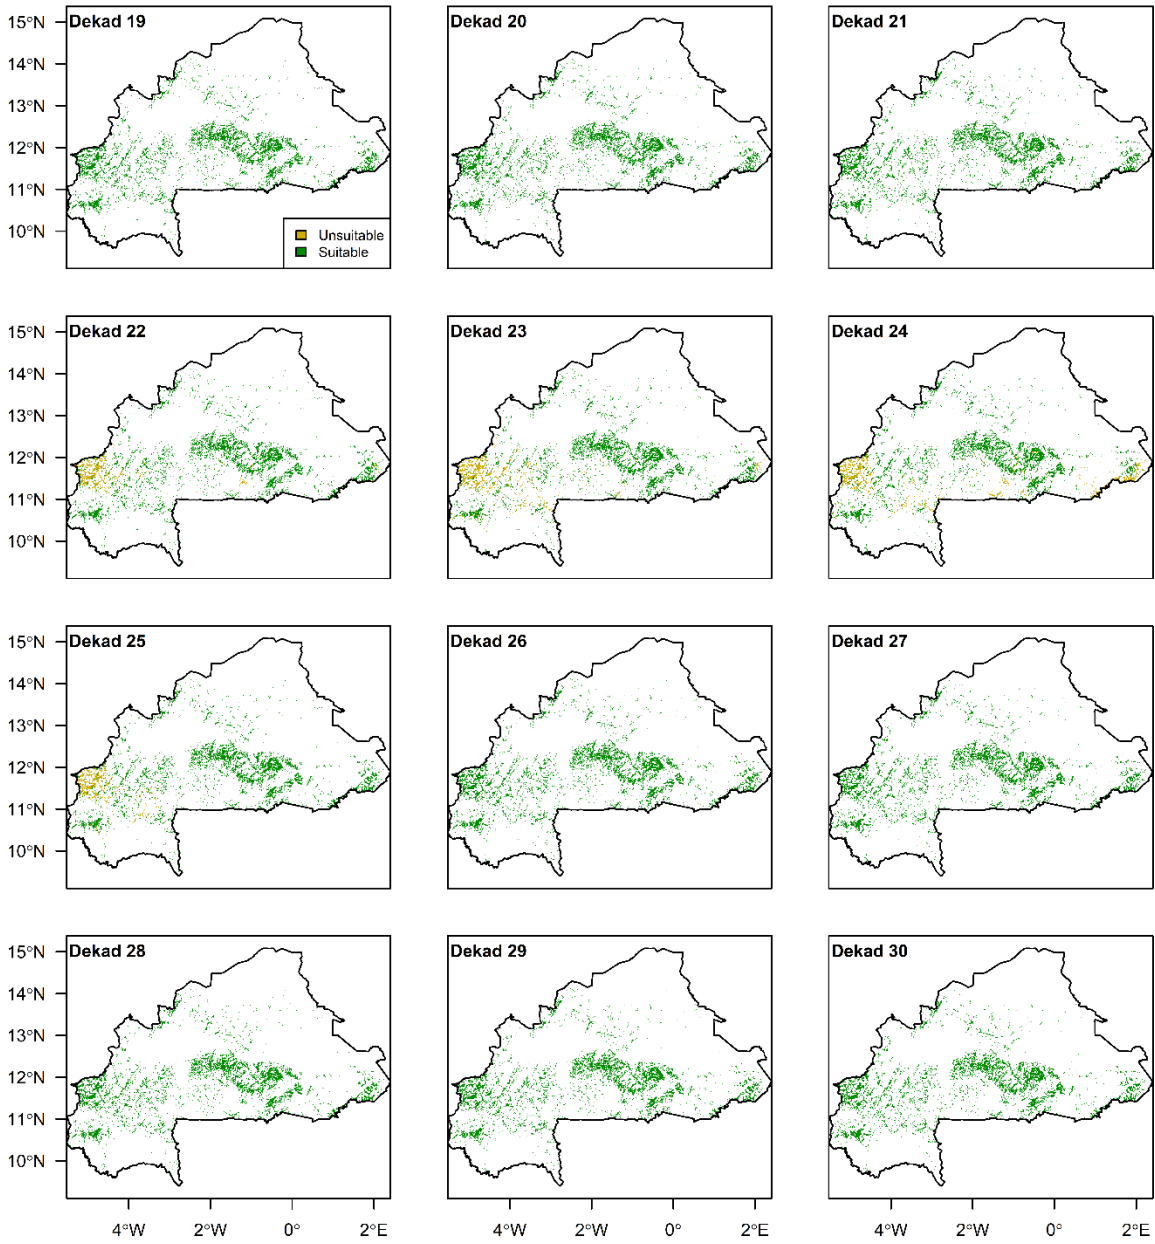 Dekad 19
Dekad 20
Dekad 21
15°N
14°N
13°N
12°N
11°N
10°N
Unsuitable
Suitable
Dekad 22
Dekad 23
Dekad 24
15°N
14°N
13°N
12°N
11°N
10°N
Dekad 25
Dekad 26
Dekad 27
15°N
14°N
13°N
12°N
11°N
10°N
Dekad 28
Dekad 29
Dekad 30
15°N
14°N
13°N
12°N
11°N
10°N
4°W 2°W 0° 2°E 4°W 2°W 0° 2°E 4°W 2°W 0° 2°E